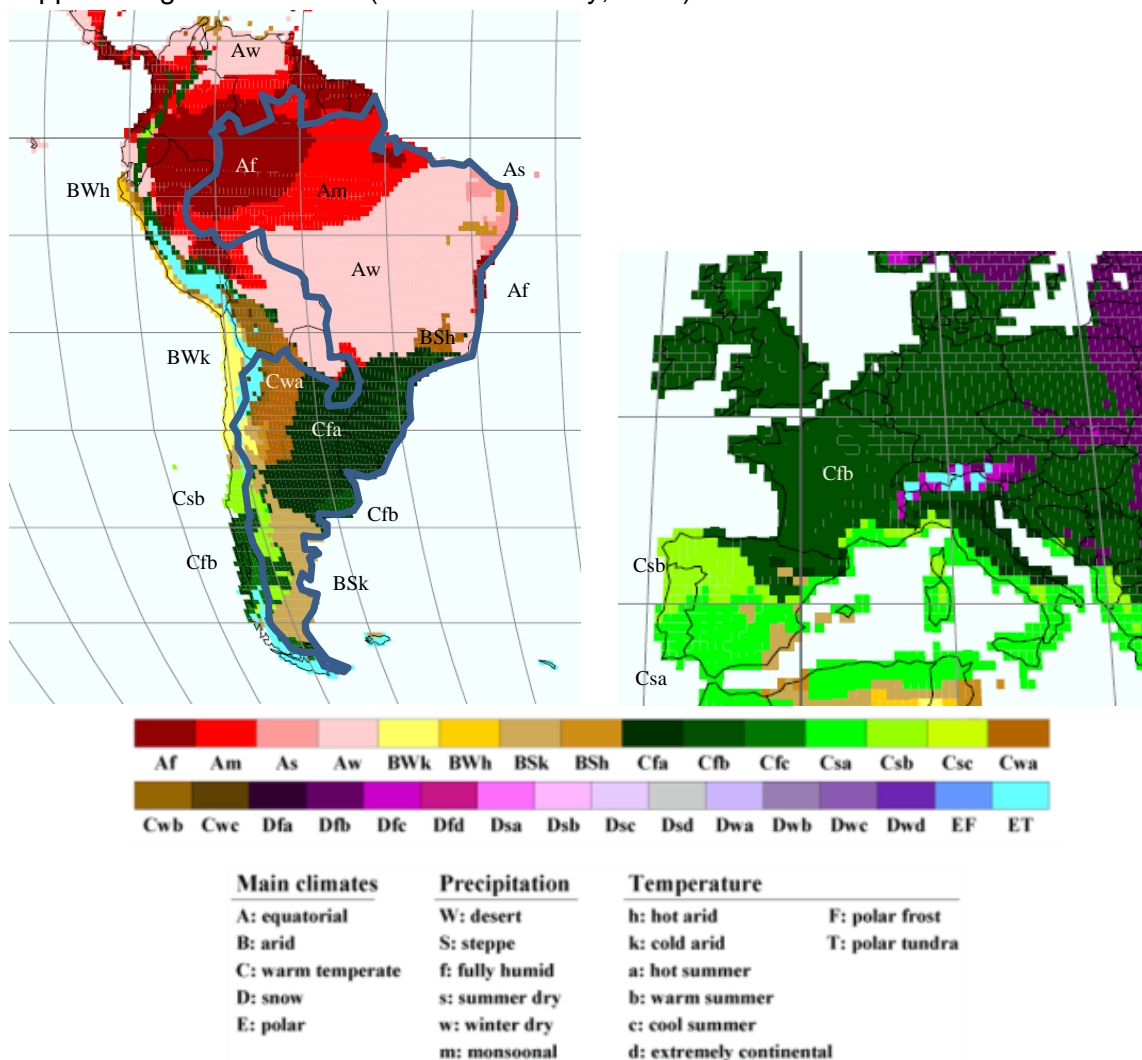 Aw
Af
As
BWh
Am
Aw
Af
BSh
BWk
Cwa
Cfa
Csb
Cfb
Cfb
BSk
Cfb
Csb
Csa
Af Am As Aw BWk BWh BSk BSh Cfa Cfb Cfc Csa Csb Csc Cwa
Cwb Cwc Dfa Dfb Dfc Dfd Dsa Dsb Dsc Dsd Dwa Dwb Dwc Dwd EF ET
Main climates Precipitation Temperature
A: equatorial W: desert h: hot arid F: polar frost
B: arid S: steppe k: cold arid T: polar tundra
C: warm temperate f: fully humid a: hot summer
D: snow s: summer dry b: warm summer
E: polar w: winter dry c: cool summer
m: monsoonal d: extremely continental